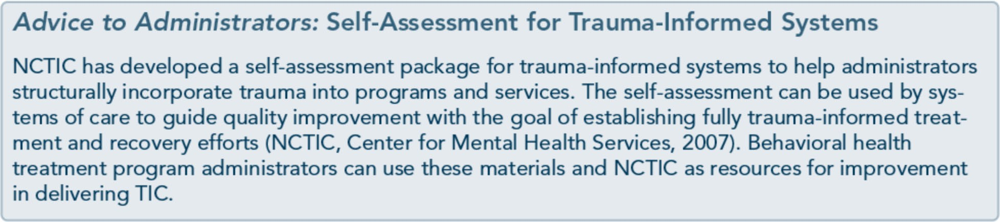 Advice to Administrators: Self-Assessment for Trauma-Informed Systems
NCTIC has developed a self-assessment package for trauma-informed systems to help administrators
structurally incorporate trauma into programs and services. The self-assessment can be used by sys-
tems of care to guide quality improvement with the goal of establishing fully trauma-informed treat-
ment and recovery efforts (NCTIC, Center for Mental Health Services, 2007). Behavioral health
treatment program administrators can use these materials and NCTIC as resources for improvement
in delivering TIC.